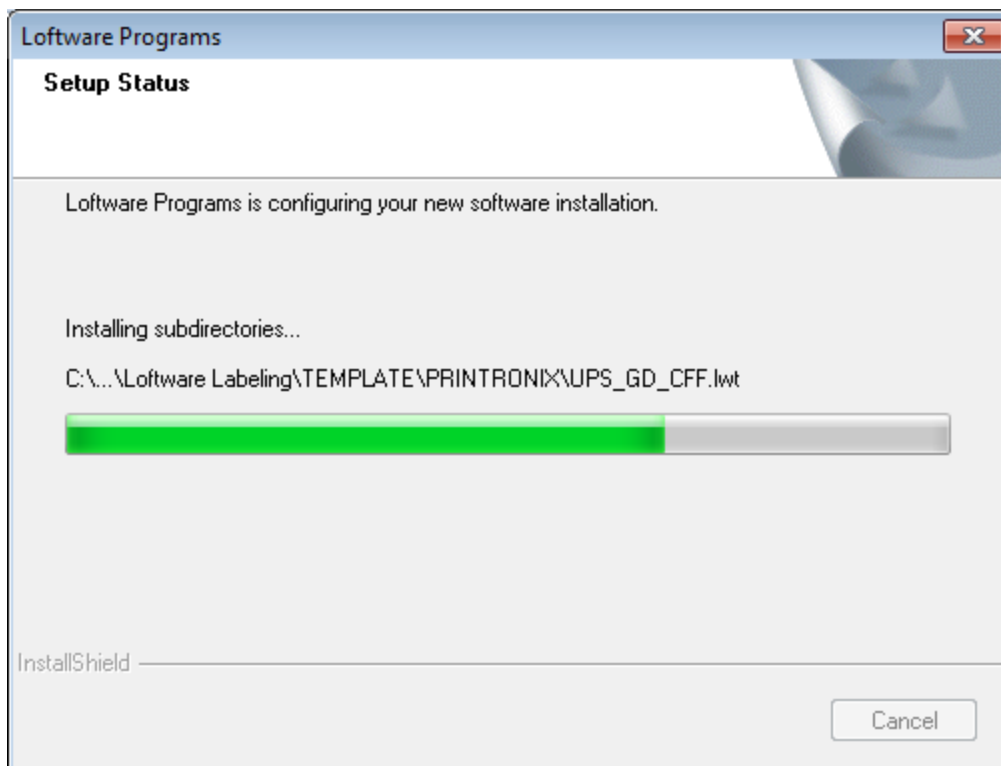 Loftware Programs
Setup Status
Loftware Programs is configuring your new software installation.
Installing subdirectories...
C:\...\Loftware Labeling\TEMPLATE\PRINTRONIX\UPS_GD_CFF.lwt
InstallShield
Cancel